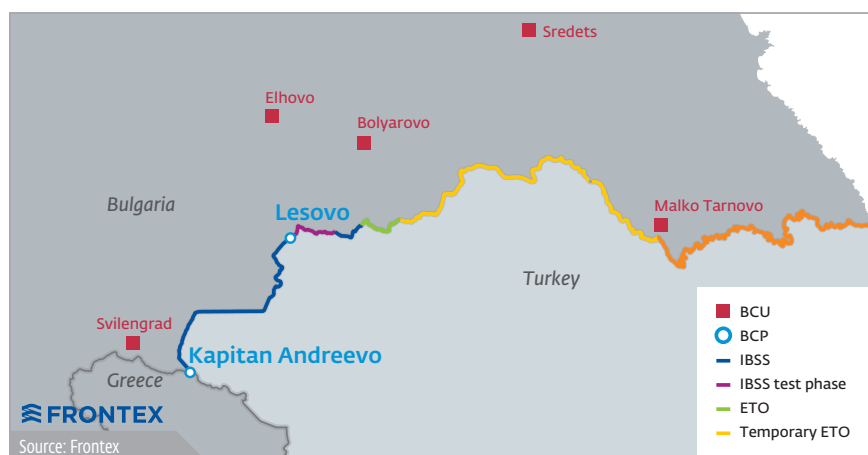 Sredets
Elhovo
Bolyarovo
Bulgaria
Lesovo
Malko Tarnovo
Turkey
Svilengrad
Kapitan Andreevo
Greece
BCU
BCP
IBSS
IBSS test phase
ETO
Temporary ETO
FRONTEX
Source: Frontex